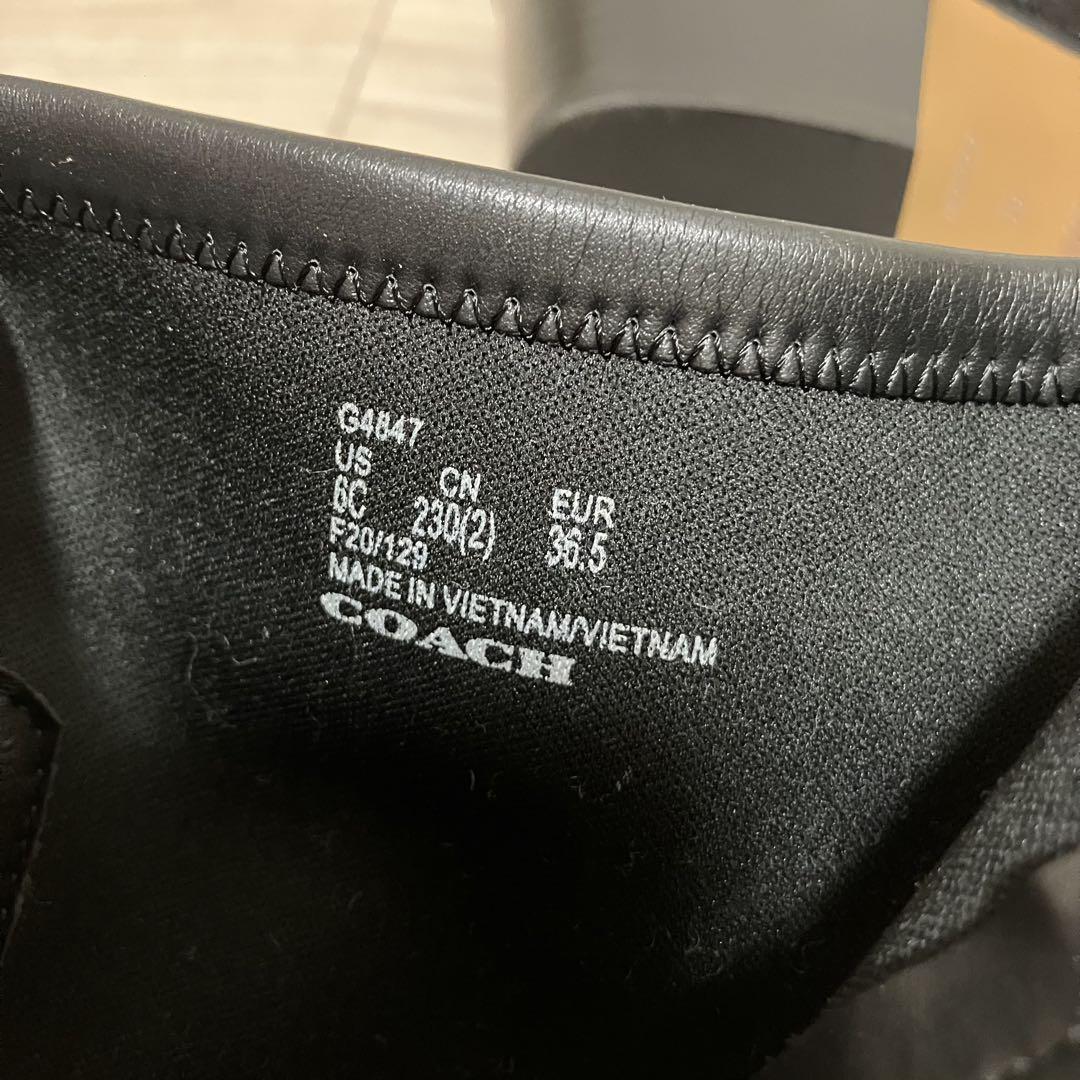 G4847
US CN EUR
6C 230(2) 36.5
F20/129
MADE IN VIETNAM/VIETNAM
COACH